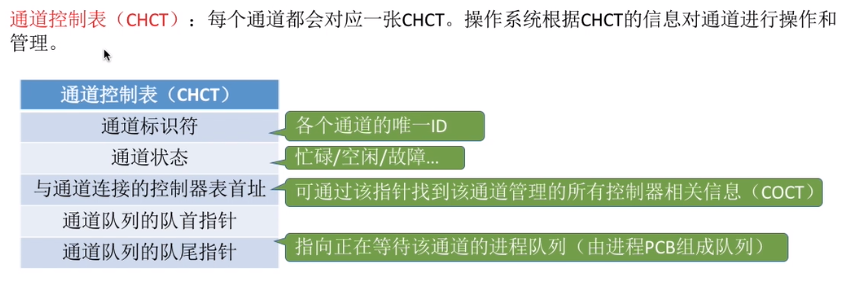 通道控制表（CHCT）：每个通道都会对应一张CHCT。操作系统根据CHCT的信息对通道进行操作和
管理。
通道控制表（CHCT）
通道标识符
各个通道的唯一ID
通道状态
忙碌/空闲/故障…
与通道连接的控制器表首址
可通过该指针找到该通道管理的所有控制器相关信息（COCT）
通道队列的队首指针
通道队列的队尾指针
指向正在等待该通道的进程队列（由进程PCB组成队列）